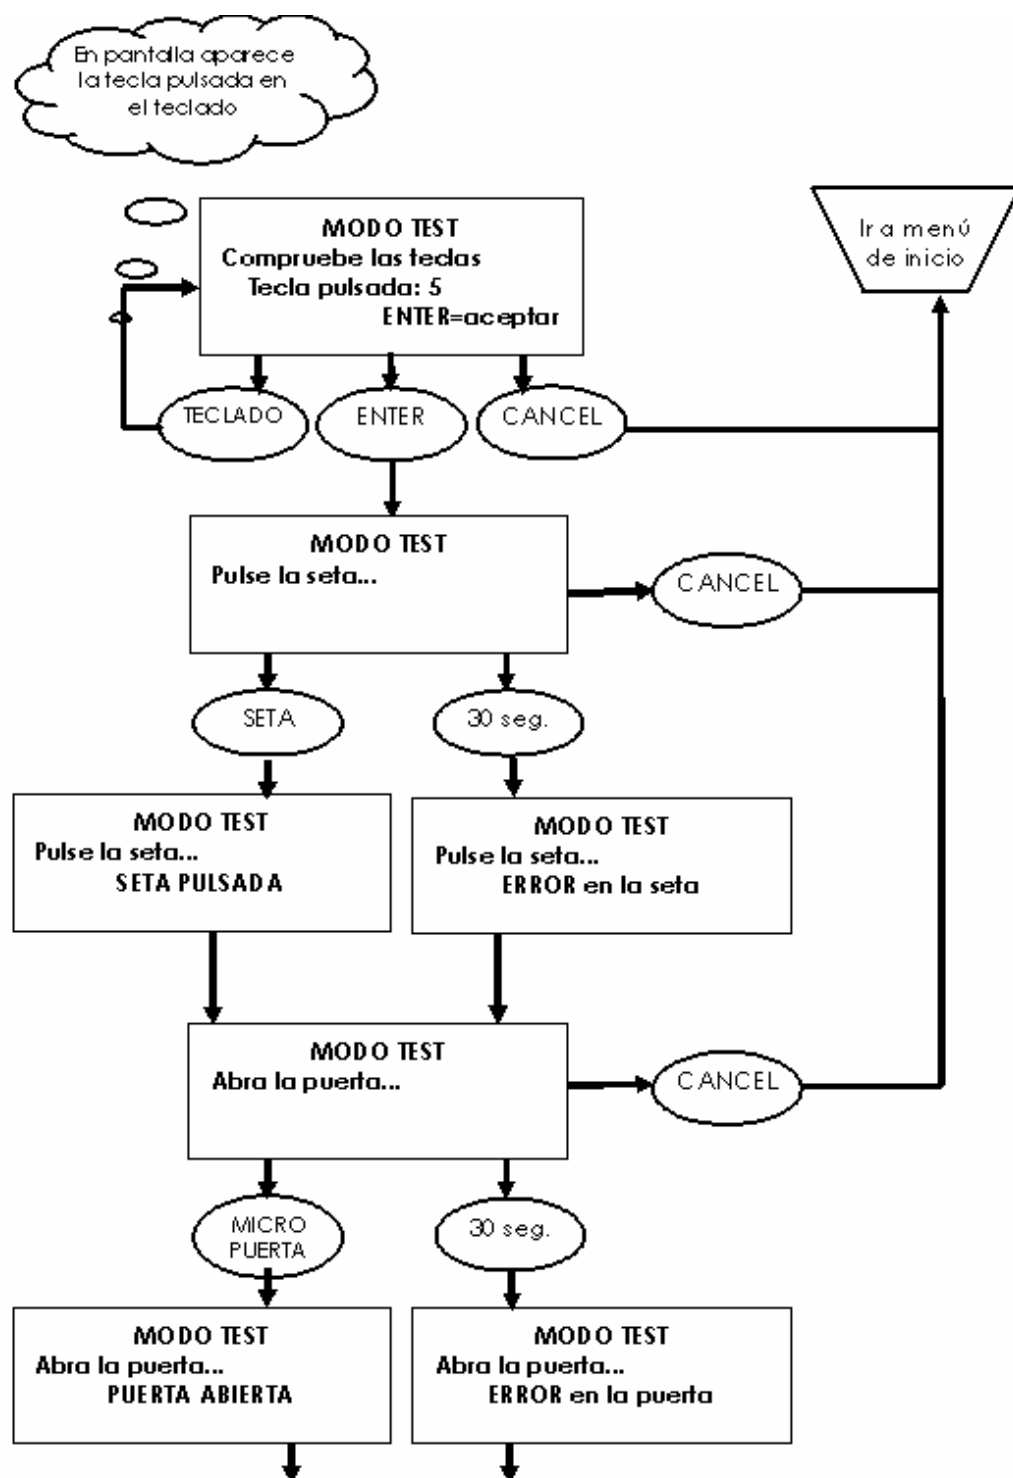 En pantalla aparece
la tecla pulsada en
el teclado
MODO TEST
Compruebe las teclas
Tecla pulsada: 5
ENTER=aceptar
Ir a menú
de inicio
TECLADO
ENTER
CANCEL
MODO TEST
Pulse la seta...
CANCEL
SETA
30 seg.
MODO TEST
Pulse la seta...
SETA PULSADA
MODO TEST
Pulse la seta...
ERROR en la seta
MODO TEST
Abra la puerta...
CANCEL
MICRO
PUERTA
30 seg.
MODO TEST
Abra la puerta...
PUERTA ABIERTA
MODO TEST
Abra la puerta...
ERROR en la puerta